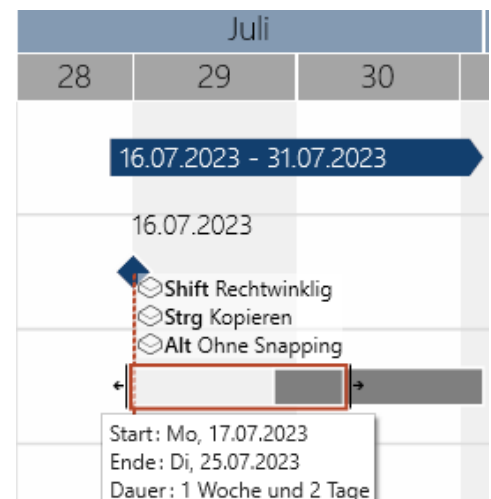 Juli
28 29 30
16.07.2023 - 31.07.2023
16.07.2023
Shift Rechtwinklig
Strg Kopieren
Alt Ohne Snapping
Start: Mo, 17.07.2023
Ende: Di, 25.07.2023
Dauer: 1 Woche und 2 Tage